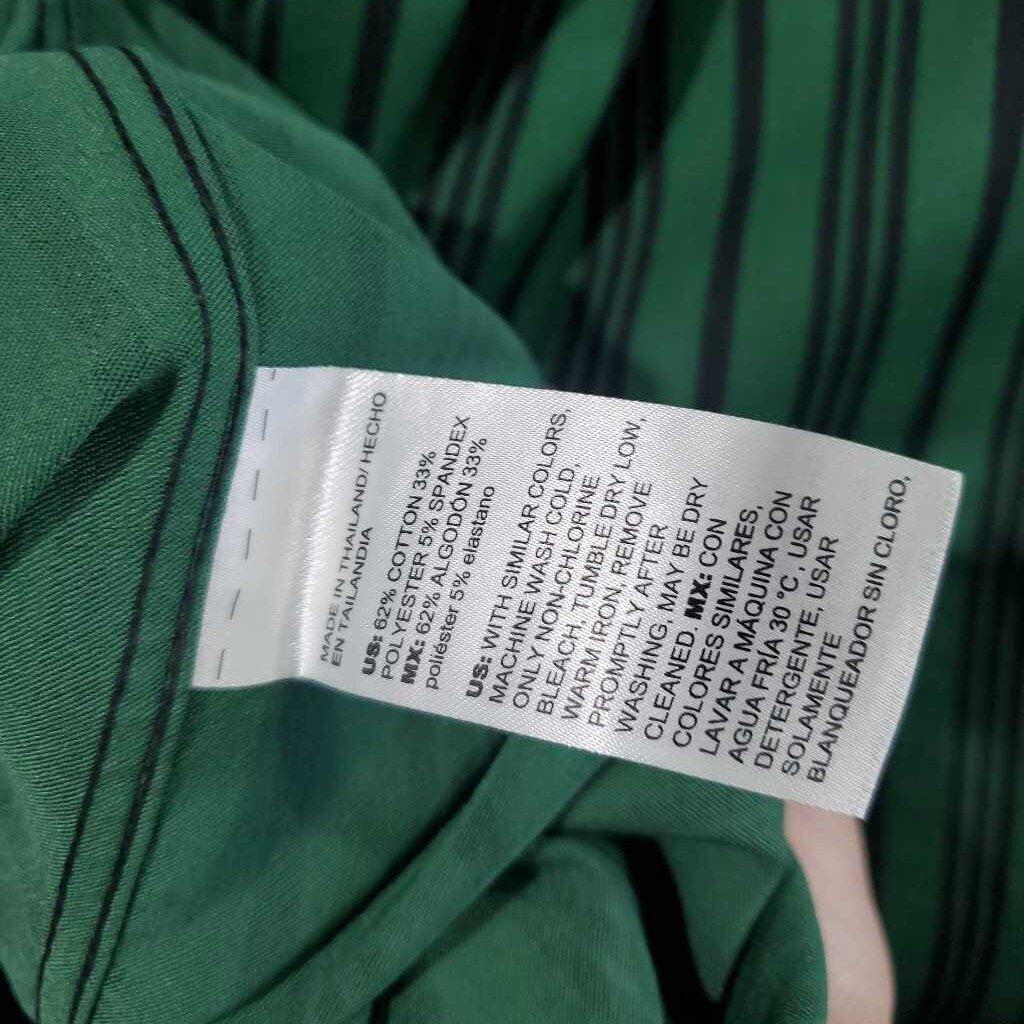 MADE IN THAILAND/ HECHO
EN TAILANDIA
US: 62% COTTON 33%
POLYESTER 5% SPANDEX
MX: 62% ALGODÓN 33%
poliéster 5% elastano
US: WITH SIMILAR COLORS,
MACHINE WASH COLD,
ONLY NON-CHLORINE
BLEACH, TUMBLE DRY LOW,
WARM IRON, REMOVE
PROMPTLY AFTER
WASHING, MAY BE DRY
CLEANED. MX: CON
COLORES SIMILARES,
LAVAR A MÁQUINA CON
AGUA FRÍA 30 °C , USAR
DETERGENTE, USAR
SOLAMENTE
BLANQUEADOR SIN CLORO,